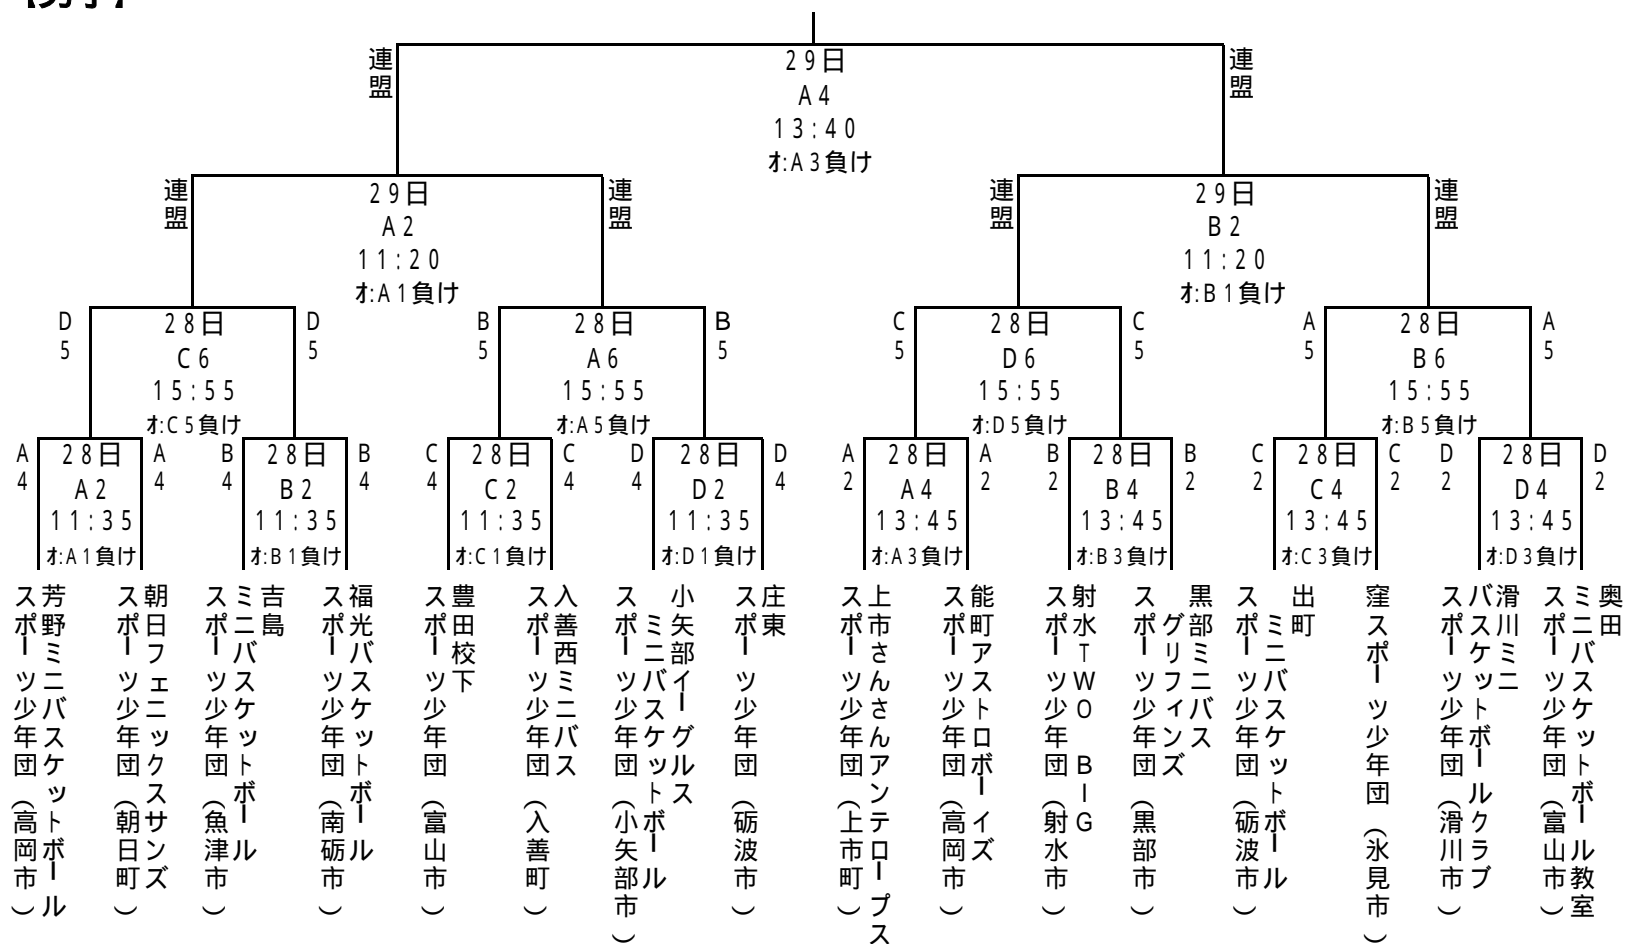 29日
A4
13:40
オ:A3負け
連盟
連盟
29日
A2
11:20
オ:A1負け
連盟
連盟
29日
B2
11:20
オ:B1負け
連盟
連盟
28日
C6
15:55
オ:C5負け
D5
D5
28日
A6
15:55
オ:A5負け
B5
B5
28日
D6
15:55
オ:D5負け
C5
C5
28日
B6
15:55
オ:B5負け
A5
A5
A4
28日
A2
11:35
オ:A1負け
A4
B4
28日
B2
11:35
オ:B1負け
B4
C4
28日
C2
11:35
オ:C1負け
C4
D4
28日
D2
11:35
オ:D1負け
D4
A2
28日
A4
13:45
オ:A3負け
A2
B2
28日
B4
13:45
オ:B3負け
B2
C2
28日
C4
13:45
オ:C3負け
C2
D2
28日
D4
13:45
オ:D3負け
D2
芳野ミニバスケットボール
スポーツ少年団(高岡市)
朝日フェニックスサンズ
スポーツ少年団(朝日町)
吉島
ミニバスケットボール
スポーツ少年団(魚津市)
福光バスケットボール
スポーツ少年団(南砺市)
豊田校下
スポーツ少年団(富山市)
入善西ミニバス
スポーツ少年団(入善町)
小矢部イーグルス
ミニバスケットボール
スポーツ少年団(小矢部市)
庄東
スポーツ少年団(砺波市)
上市さんさんアンテロープス
スポーツ少年団(上市町)
能町アストロボーイズ
スポーツ少年団(高岡市)
射水TWO BIG
スポーツ少年団(射水市)
黒部ミニバス
グリフィンズ
スポーツ少年団(黒部市)
出町
ミニバスケットボール
スポーツ少年団(砺波市)
窪スポーツ少年団(氷見市)
滑川ミニ
バスケットボールクラブ
スポーツ少年団(滑川市)
奥田
ミニバスケットボール教室
スポーツ少年団(富山市)